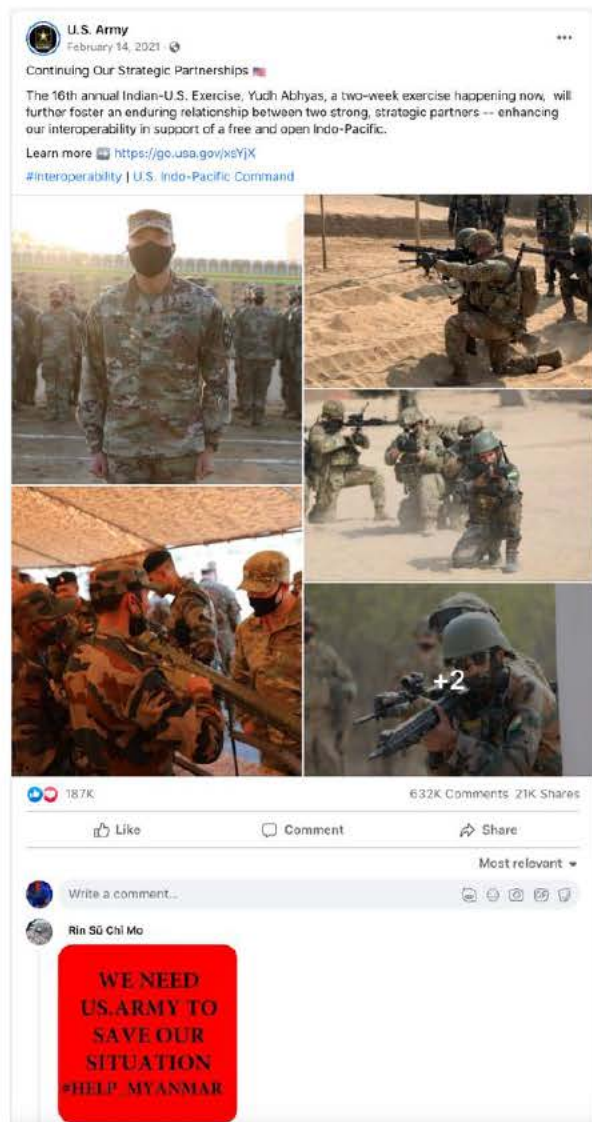 U.S. Army
February 14, 2021 ·
Continuing Our Strategic Partnerships
The 16th annual Indian-U.S. Exercise, Yudh Abhyas, a two-week exercise happening now, will
further foster an enduring relationship between two strong, strategic partners -- enhancing
our interoperability in support of a free and open Indo-Pacific.
Learn more https://go.usa.gov/xsYjX
#Interoperability | U.S. Indo-Pacific Command
+2
187K 632K Comments 21K Shares
Like Comment Share
Most relevant
Write a comment...
GIF
Rin Sü Chi Mo
WE NEED
US.ARMY TO
SAVE OUR
SITUATION
#HELP_MYANMAR